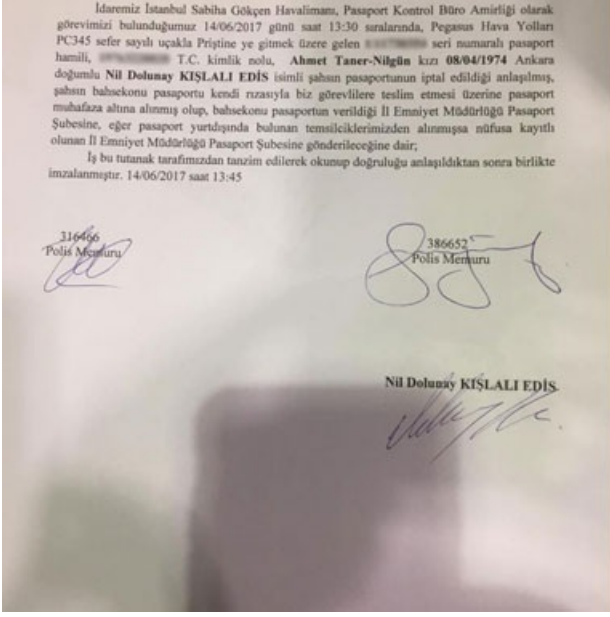 İdaremiz İstanbul Sabiha Gökçen Havalimanı, Pasaport Kontrol Büro Amirliği olarak
görevimizi bulunduğumuz 14/06/2017 günü saat 13:30 sıralarında, Pegasus Hava Yolları
PC345 sefer sayılı uçakla Priştine ye gitmek üzere gelen seri numaralı pasaport
hamili, T.C. kimlik nolu, Ahmet Taner-Nilgün kızı 08/04/1974 Ankara
doğumlu Nil Dolunay KIŞLALI EDİS isimli şahsın pasaportunun iptal edildiği anlaşılmış,
şahsın bahsekonu pasaportu kendi rızasıyla biz görevlilere teslim etmesi üzerine pasaport
muhafaza altına alınmış olup, bahsekonu pasaportun verildiği İl Emniyet Müdürlüğü Pasaport
Şubesine, eğer pasaport yurtdışında bulunan temsilciklerimizden alınmışsa nüfusa kayıtlı
olunan İl Emniyet Müdürlüğü Pasaport Şubesine gönderileceğine dair;
İş bu tutanak tarafımızdan tanzim edilerek okunup doğruluğu anlaşıldıktan sonra birlikte
imzalanmıştır. 14/06/2017 saat 13:45
316466
Polis Memuru
386652
Polis Memuru
Nil Dolunay KIŞLALI EDİS